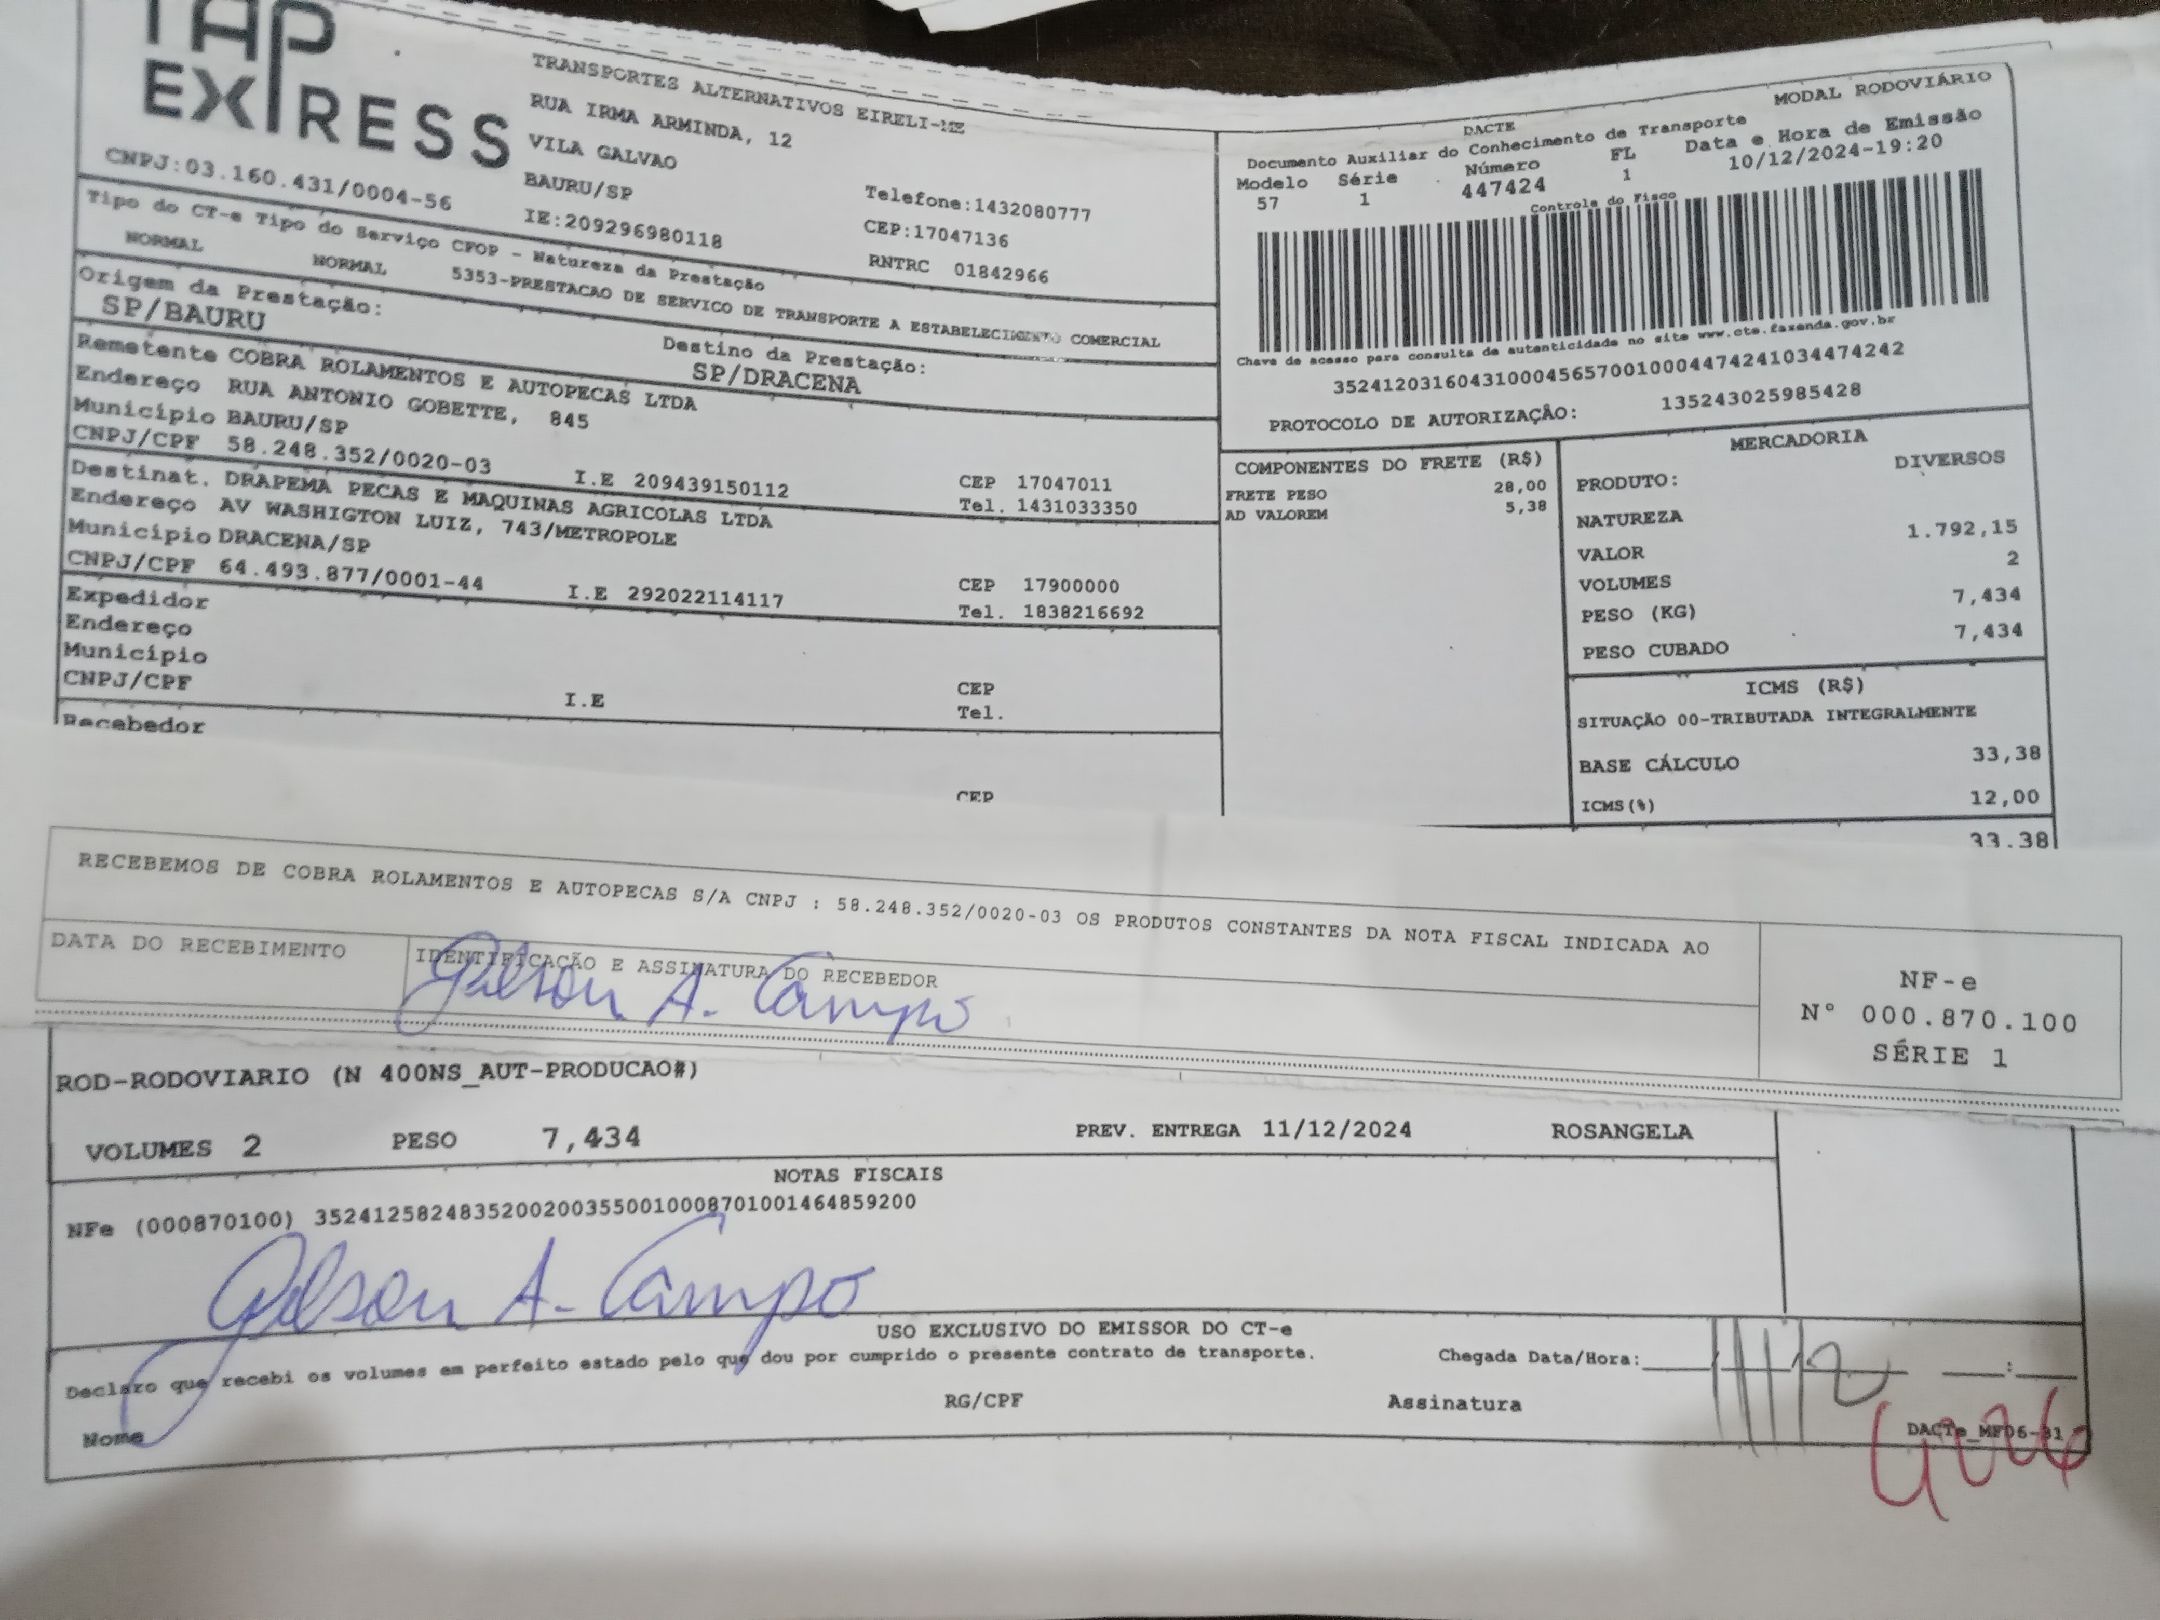 TAP
EXPRESS
CNPJ:03.160.431/0004-56
TRANSPORTES ALTERNATIVOS EIRELI-ME
RUA IRMA ARMINDA, 12
VILA GALVAO
BAURU/SP
IE:209296980118
Telefone:1432080777
CEP:17047136
RNTRC 01842966
MODAL RODOVIÁRIO
DACTE
Documento Auxiliar do Conhecimento de Transporte
Modelo Série Número FL Data e Hora de Emissão
57 1 447424 1 10/12/2024-19:20
Controle do Fisco
Chave de acesso para consulta de autenticidade no site www.cte.fazenda.gov.br
35241203160431000456570010004474241034474242
PROTOCOLO DE AUTORIZAÇÃO: 135243025985428
Tipo do CT-e Tipo do Serviço CFOP - Natureza da Prestação
NORMAL NORMAL 5353-PRESTACAO DE SERVICO DE TRANSPORTE A ESTABELECIMENTO COMERCIAL
Origem da Prestação:
SP/BAURU
Destino da Prestação:
SP/DRACENA
Remetente COBRA ROLAMENTOS E AUTOPECAS LTDA
Endereço RUA ANTONIO GOBETTE, 845
Município BAURU/SP CEP 17047011
CNPJ/CPF 58.248.352/0020-03 I.E 209439150112 Tel. 1431033350
Destinat. DRAPEMA PECAS E MAQUINAS AGRICOLAS LTDA
Endereço AV WASHIGTON LUIZ, 743/METROPOLE
Município DRACENA/SP CEP 17900000
CNPJ/CPF 64.493.877/0001-44 I.E 292022114117 Tel. 1838216692
Expedidor
Endereço
Município CEP
CNPJ/CPF I.E Tel.
Recebedor
CEP
COMPONENTES DO FRETE (R$)
FRETE PESO 28,00
AD VALOREM 5,38
MERCADORIA
PRODUTO: DIVERSOS
NATUREZA
VALOR 1.792,15
VOLUMES 2
PESO (KG) 7,434
PESO CUBADO 7,434
ICMS (R$)
SITUAÇÃO 00-TRIBUTADA INTEGRALMENTE
BASE CÁLCULO 33,38
ICMS(%) 12,00
33.38
RECEBEMOS DE COBRA ROLAMENTOS E AUTOPECAS S/A CNPJ : 58.248.352/0020-03 OS PRODUTOS CONSTANTES DA NOTA FISCAL INDICADA AO
DATA DO RECEBIMENTO IDENTIFICAÇÃO E ASSINATURA DO RECEBEDOR
Gelson A. Campo
NF-e
N° 000.870.100
SÉRIE 1
ROD-RODOVIARIO (N 400NS_AUT-PRODUCAO#)
VOLUMES 2 PESO 7,434 PREV. ENTREGA 11/12/2024 ROSANGELA
NOTAS FISCAIS
NFe (000870100) 35241258248352002003550010008701001464859200
Gelson A. Campo
USO EXCLUSIVO DO EMISSOR DO CT-e
Declaro que recebi os volumes em perfeito estado pelo que dou por cumprido o presente contrato de transporte.
Chegada Data/Hora: 11/12 :
Nome RG/CPF Assinatura
DACTe_MF06-31